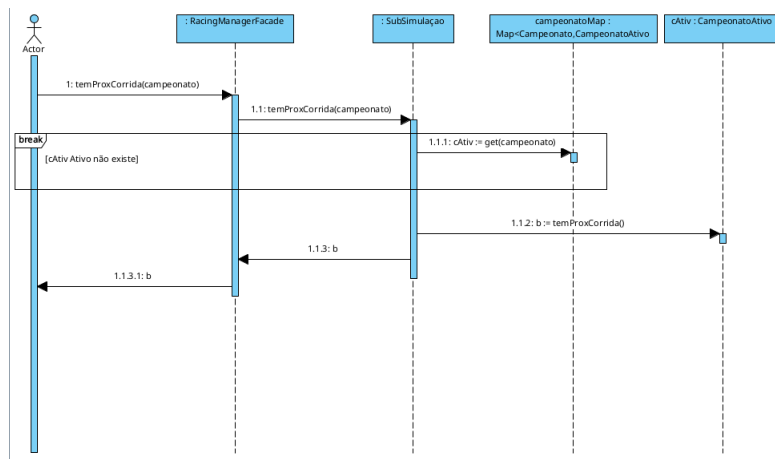 : RacingManagerFacade
: SubSimulaçao
campeonatoMap :
Map<Campeonato,CampeonatoAtivo
cAtiv : CampeonatoAtivo
Actor
1: temProxCorrida(campeonato)
1.1: temProxCorrida(campeonato)
break
1.1.1: cAtiv := get(campeonato)
[cAtiv Ativo não existe]
1.1.2: b := temProxCorrida()
1.1.3: b
1.1.3.1: b